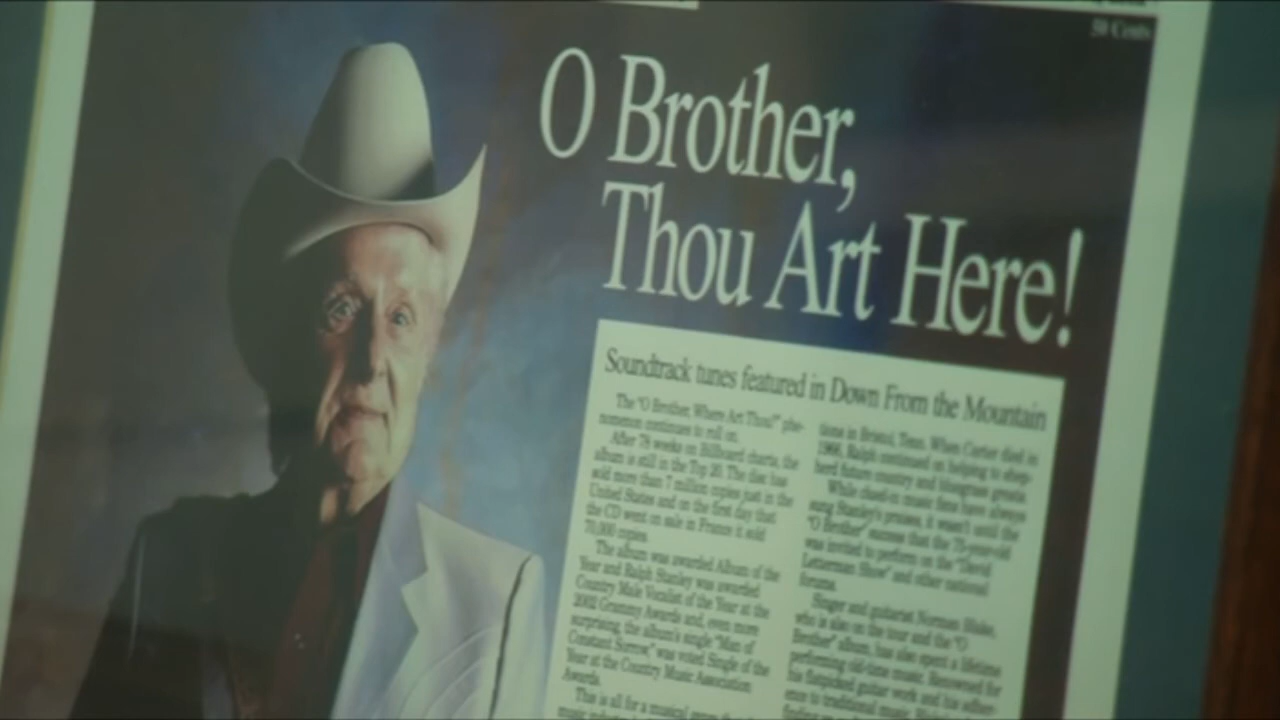 50 Cents
O Brother,
Thou Art Here!
Soundtrack tunes featured in Down From the Mountain
The "O Brother, Where Art Thou?" phe-
nomenon continues to roll on.
After 78 weeks on Billboard charts, the
album is still in the Top 20. The disc has
sold more than 7 million copies just in the
United States and on the first day that
the CD went on sale in France it sold
70,000 copies.
The album was awarded Album of the
Year and Ralph Stanley was awarded
Country Male Vocalist of the Year at the
2002 Grammy Awards and, even more
surprising, the album's single "Man of
Constant Sorrow" was voted Single of the
Year at the Country Music Association
Awards.
This is all for a musical
tions in Bristol, Tenn. When Carter died in
1966, Ralph continued on helping to shep-
herd future country and bluegrass greats.
While music fans have always
sung Stanley's praises, it wasn't until the
"O Brother" success that the 75-year-old
was invited to perform on the "David
Letterman Show" and other national
forums.
Singer and guitarist Norman Blake,
who is also on the tour and the "O
Brother" album, has also spent a lifetime
performing old-time music. Renowned for
his flatpicked guitar work and his adher-
ence to traditional music,